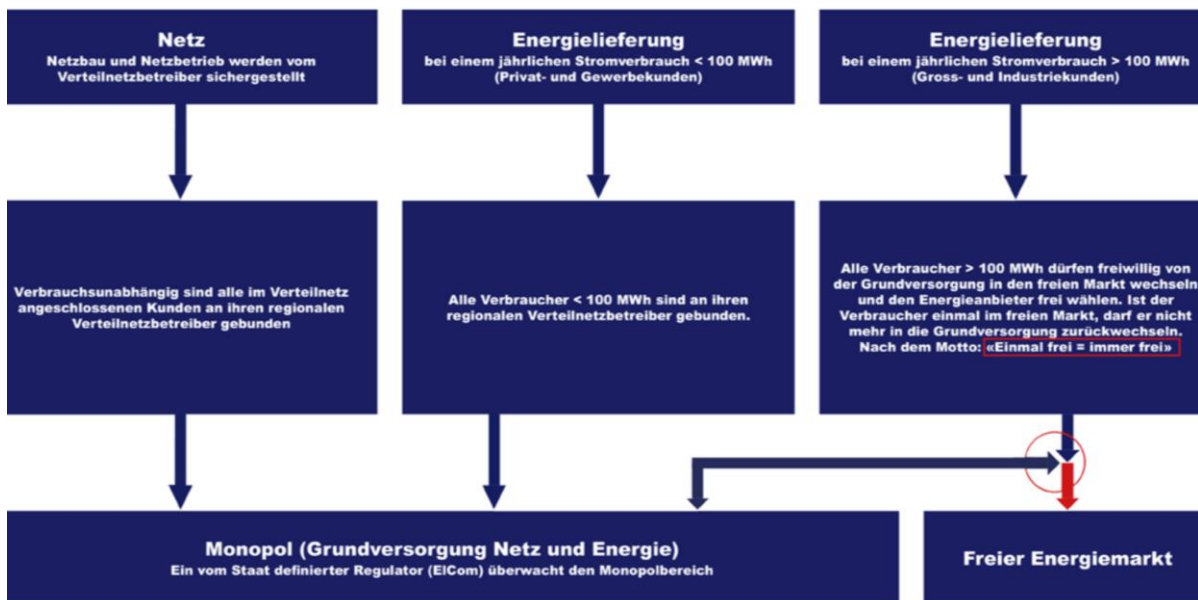 Netz
Netzbau und Netzbetrieb werden vom
Verteilnetzbetreiber sichergestellt
Energielieferung
bei einem jährlichen Stromverbrauch < 100 MWh
(Privat- und Gewerbekunden)
Energielieferung
bei einem jährlichen Stromverbrauch > 100 MWh
(Gross- und Industriekunden)
Verbrauchsunabhängig sind alle im Verteilnetz
angeschlossenen Kunden an ihren regionalen
Verteilnetzbetreiber gebunden
Alle Verbraucher < 100 MWh sind an ihren
regionalen Verteilnetzbetreiber gebunden.
Alle Verbraucher > 100 MWh dürfen freiwillig von
der Grundversorgung in den freien Markt wechseln
und den Energieanbieter frei wählen. Ist der
Verbraucher einmal im freien Markt, darf er nicht
mehr in die Grundversorgung zurückwechseln.
Nach dem Motto: «Einmal frei = immer frei»
Monopol (Grundversorgung Netz und Energie)
Ein vom Staat definierter Regulator (ElCom) überwacht den Monopolbereich
Freier Energiemarkt